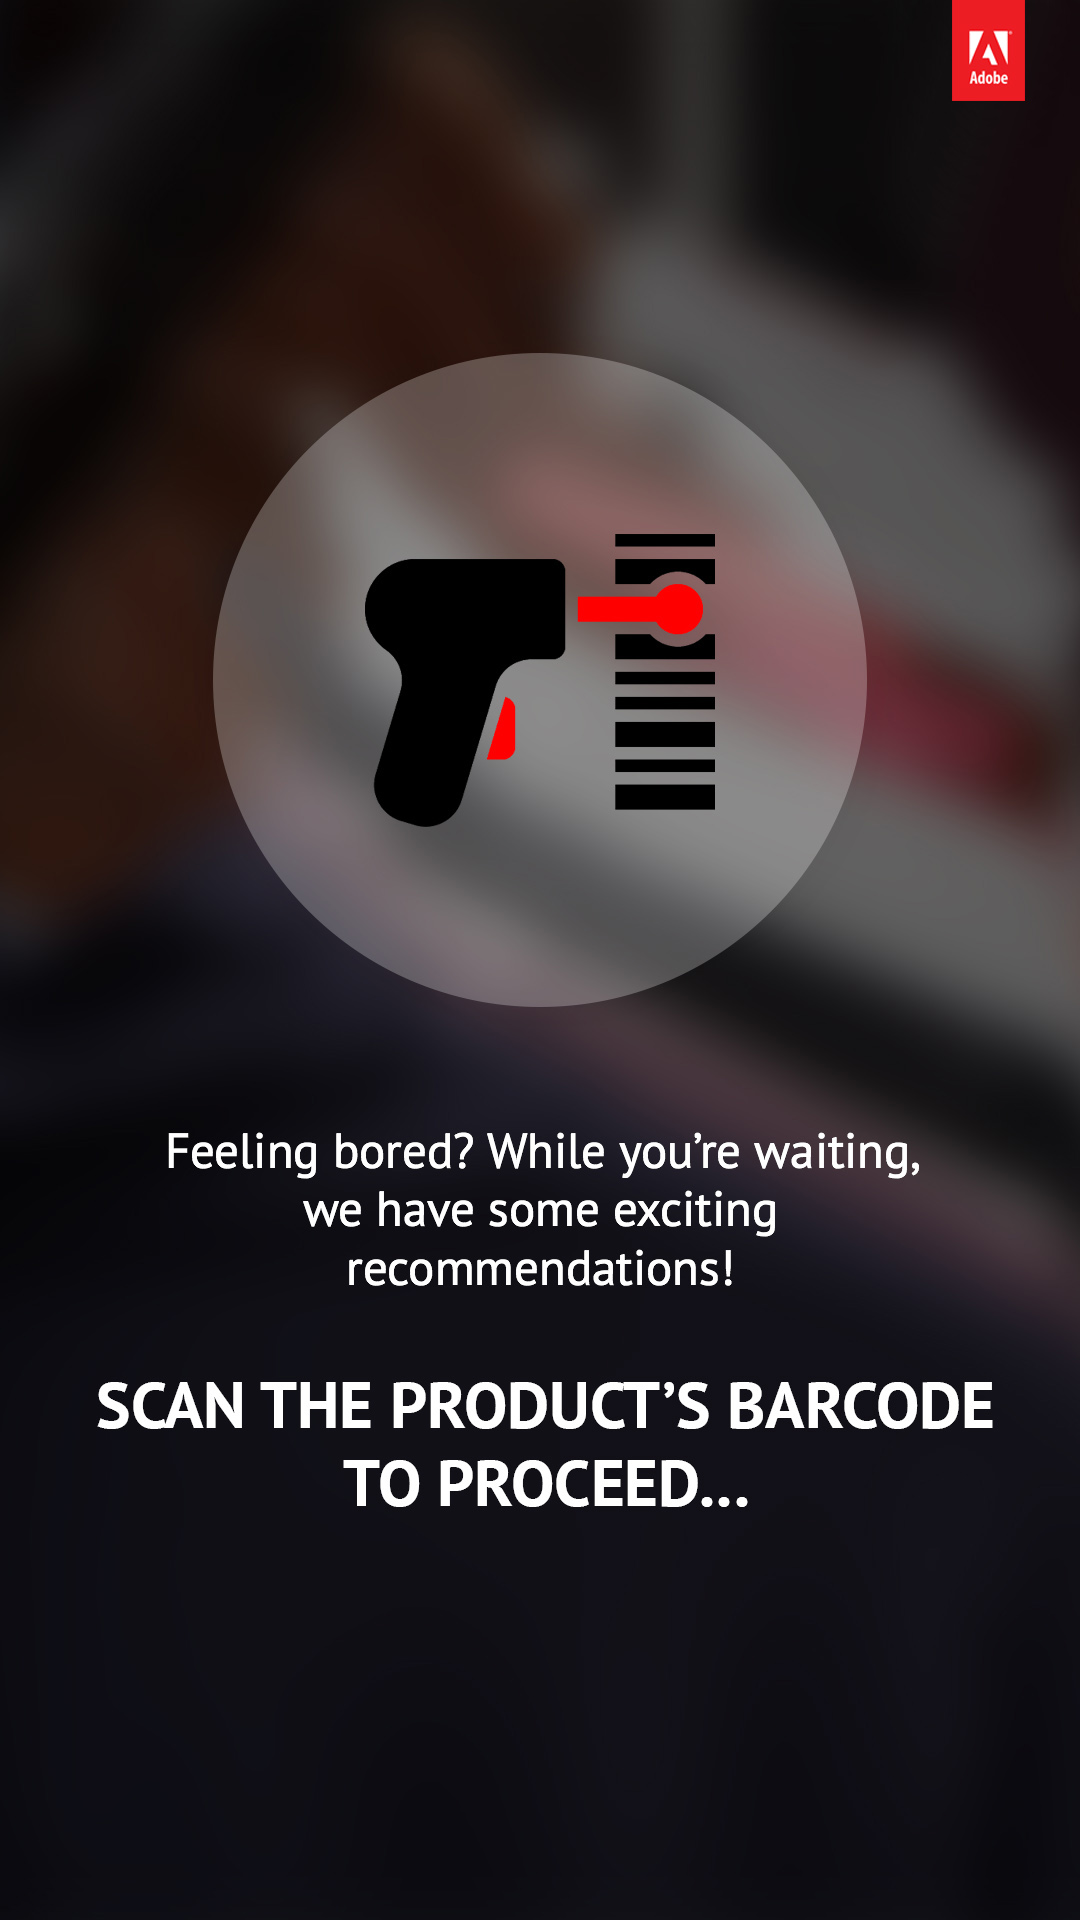 Adobe
Feeling bored? While you’re waiting,
we have some exciting
recommendations!
SCAN THE PRODUCT’S BARCODE
TO PROCEED...